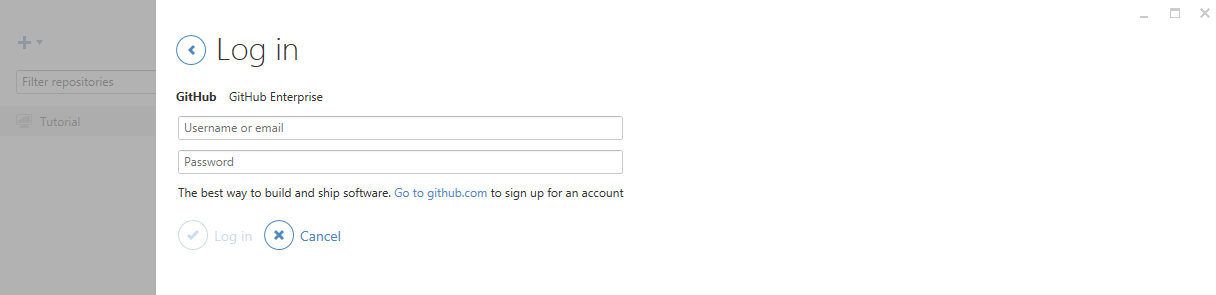 Log in
Filter repositories
GitHub GitHub Enterprise
Tutorial
Username or email
Password
The best way to build and ship software. Go to github.com to sign up for an account
Log in Cancel